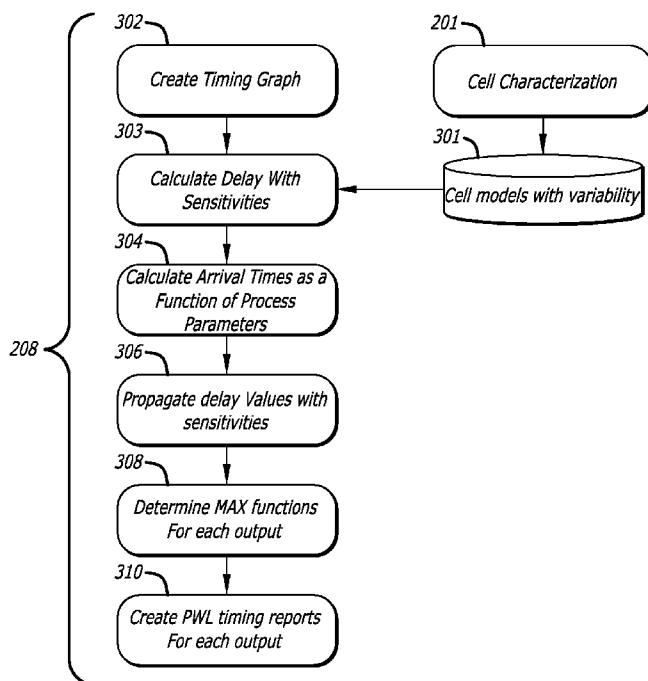 302
Create Timing Graph
201
Cell Characterization
303
Calculate Delay With
Sensitivities
301
Cell models with variability
304
Calculate Arrival Times as a
Function of Process
Parameters
208
306
Propagate delay Values with
sensitivities
308
Determine MAX functions
For each output
310
Create PWL timing reports
For each output